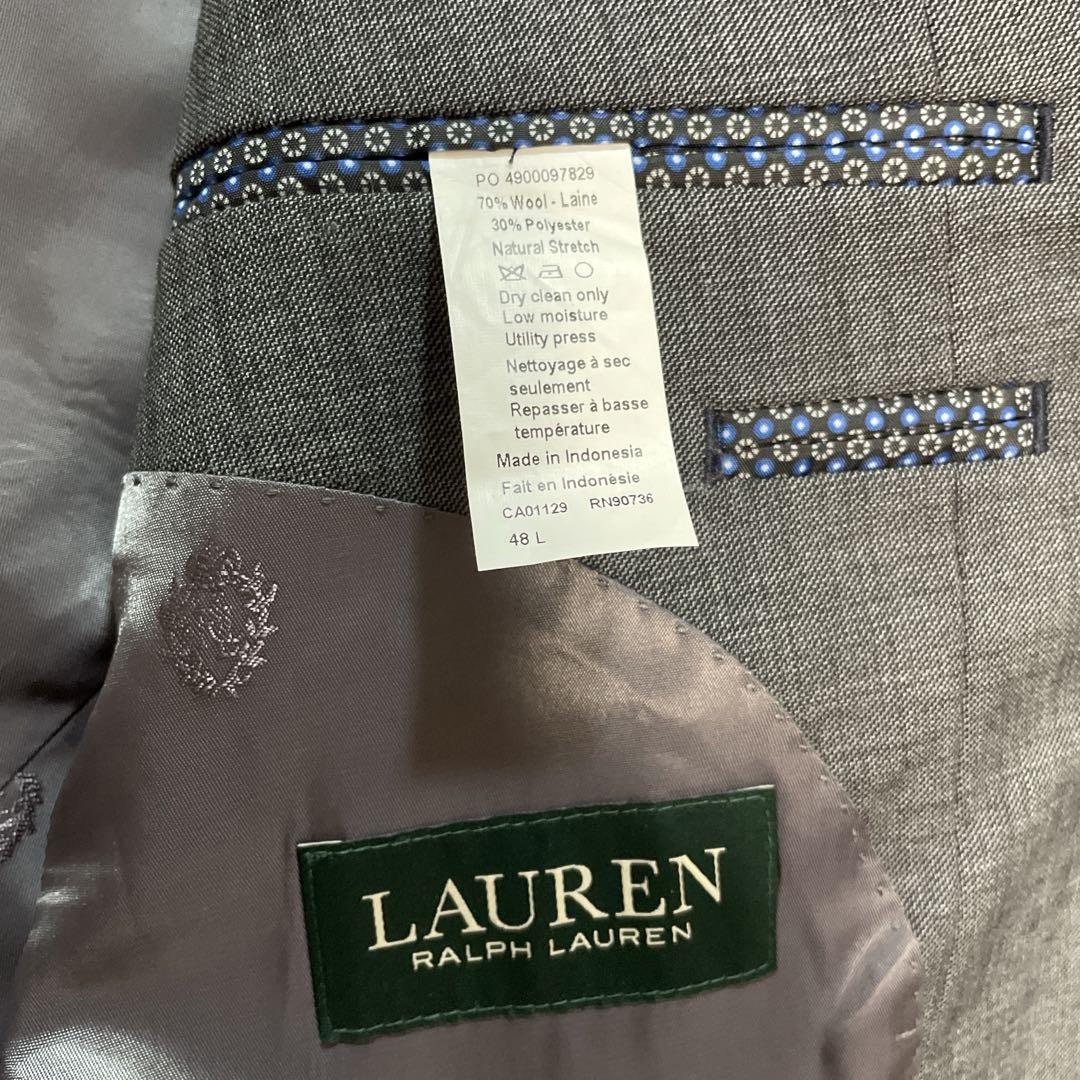 PO 4900097829
70% Wool - Laine
30% Polyester
Natural Stretch
Dry clean only
Low moisture
Utility press
Nettoyage à sec
seulement
Repasser à basse
température
Made in Indonesia
Fait en Indonésie
CA01129 RN90736
48 L
LAUREN
RALPH LAUREN